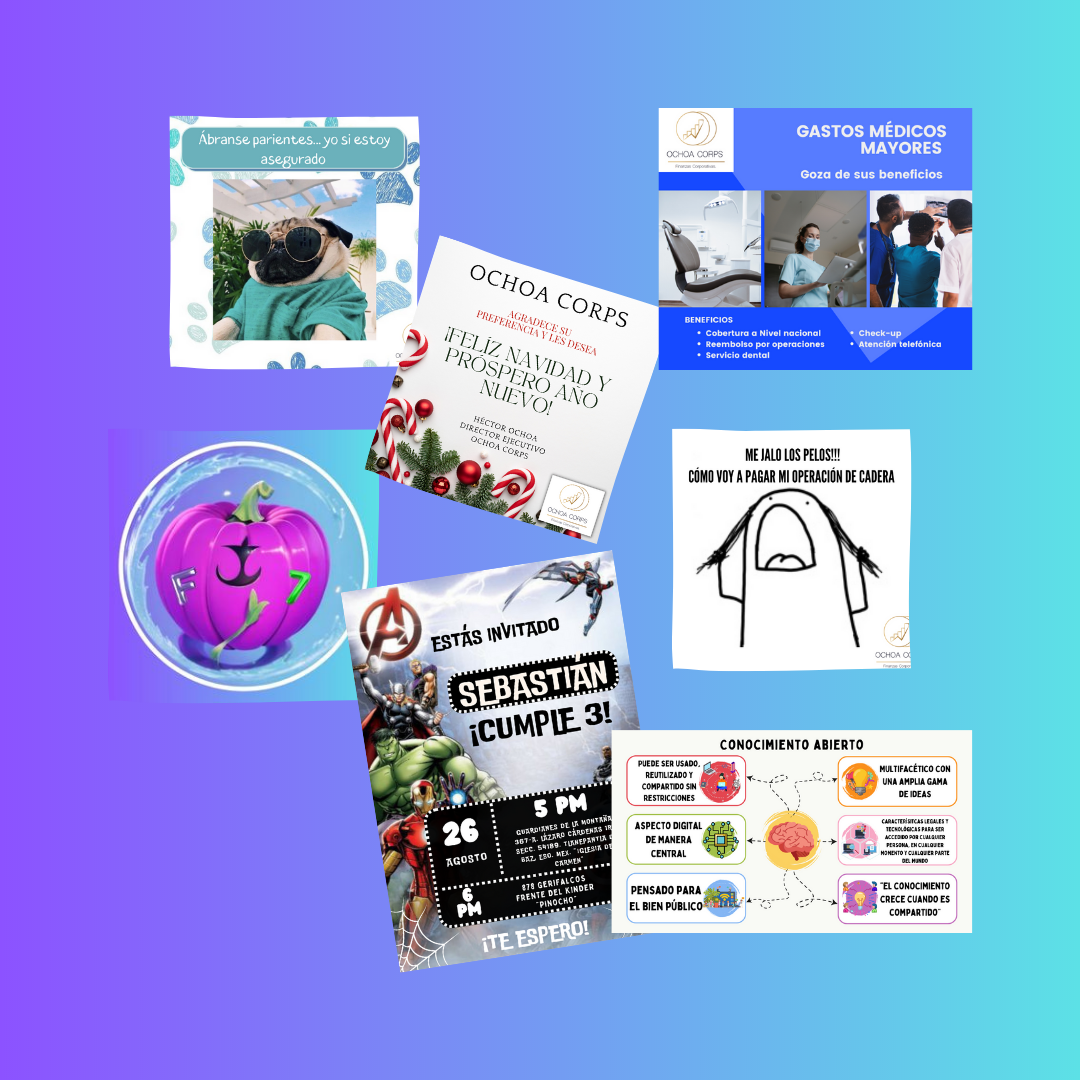 Ábranse parientes... yo si estoy
asegurado
OCHOA CORPS
Finanzas Corporativas
GASTOS MÉDICOS
MAYORES
Goza de sus beneficios
BENEFICIOS
Cobertura a Nivel nacional
Reembolso por operaciones
Servicio dental
Check-up
Atención telefónica
OCHOA CORPS
AGRADECE SU
PREFERENCIA Y LES DESEA
¡FELÍZ NAVIDAD Y
PRÓSPERO AÑO
NUEVO!
HÉCTOR OCHOA
DIRECTOR EJECUTIVO
OCHOA CORPS
OCHOA CORPS
F 7
ME JALO LOS PELOS!!!
CÓMO VOY A PAGAR MI OPERACIÓN DE CADERA
OCHOA CO
ESTÁS INVITADO
SEBASTIÁN
¡CUMPLE 3!
26
AGOSTO
5 PM
GUARDIANES DE LA MONTAÑA
367-A. LÁZARO CÁRDENAS 1R
SECC. 54189. TLANEPANTLA D
BAZ, EDO. MEX. "IGLESIA DE
CARMEN"
6
PM
878 GERIFALCOS
FRENTE DEL KINDER
"PINOCHO"
¡TE ESPERO!
CONOCIMIENTO ABIERTO
PUEDE SER USADO,
REUTILIZADO Y
COMPARTIDO SIN
RESTRICCIONES
ASPECTO DIGITAL
DE MANERA
CENTRAL
PENSADO PARA
EL BIEN PÚBLICO
MULTIFACÉTICO CON
UNA AMPLIA GAMA
DE IDEAS
CARACTERÍSITCAS LEGALES Y
TECNOLÓGICAS PARA SER
ACCEDIDO POR CUALQUIER
PERSONA, EN CUALQUIER
MOMENTO Y CUALQUIER PARTE
DEL MUNDO
"EL CONOCIMIENTO
CRECE CUANDO ES
COMPARTIDO"